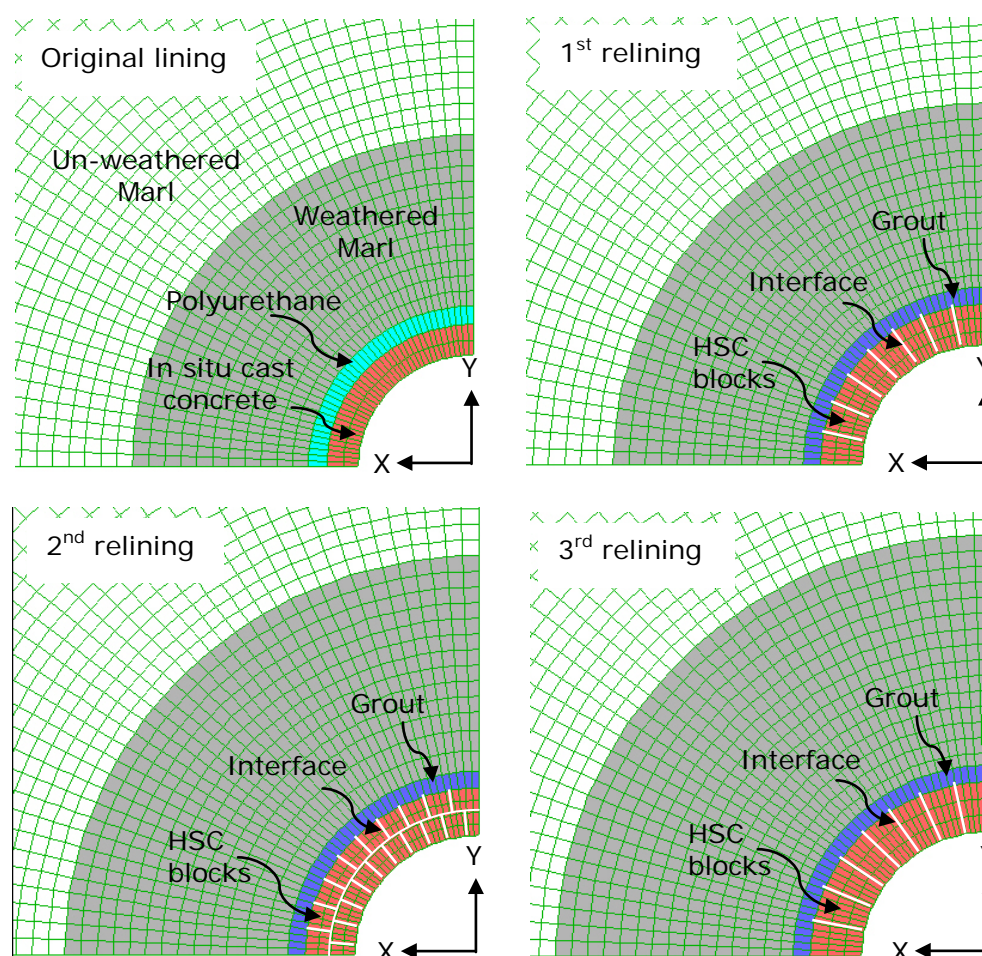 Original lining
Un-weathered
Marl
Weathered
Marl
Polyurethane
In situ cast
concrete
Y
X
1st relining
Grout
Interface
HSC
blocks
Y
X
2nd relining
Grout
Interface
HSC
blocks
Y
X
3rd relining
Grout
Interface
HSC
blocks
Y
X